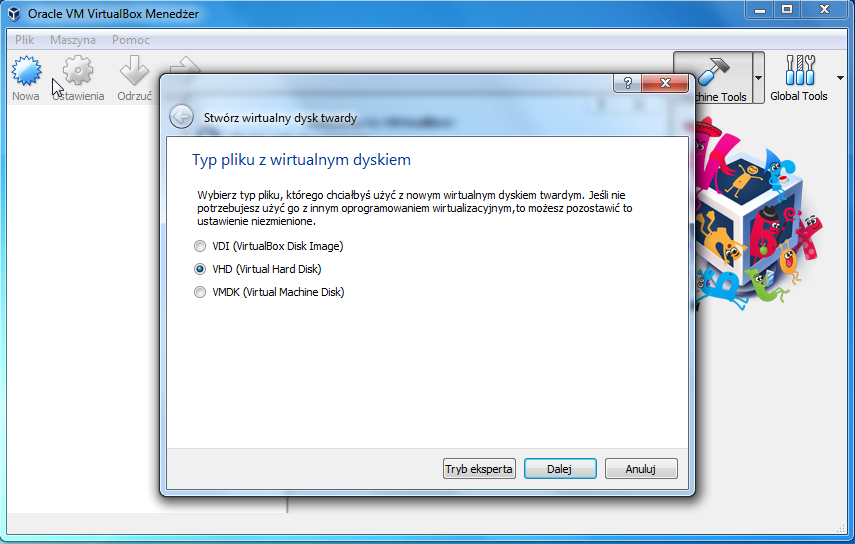 Oracle VM VirtualBox Menedżer
Plik Maszyna Pomoc
Nowa Ustawienia Odrzuć
chine Tools Global Tools
Stwórz wirtualny dysk twardy
Typ pliku z wirtualnym dyskiem
Wybierz typ pliku, którego chciałbyś użyć z nowym wirtualnym dyskiem twardym. Jeśli nie
potrzebujesz użyć go z innym oprogramowaniem wirtualizacyjnym,to możesz pozostawić to
ustawienie niezmienione.
VDI (VirtualBox Disk Image)
VHD (Virtual Hard Disk)
VMDK (Virtual Machine Disk)
Tryb eksperta Dalej Anuluj